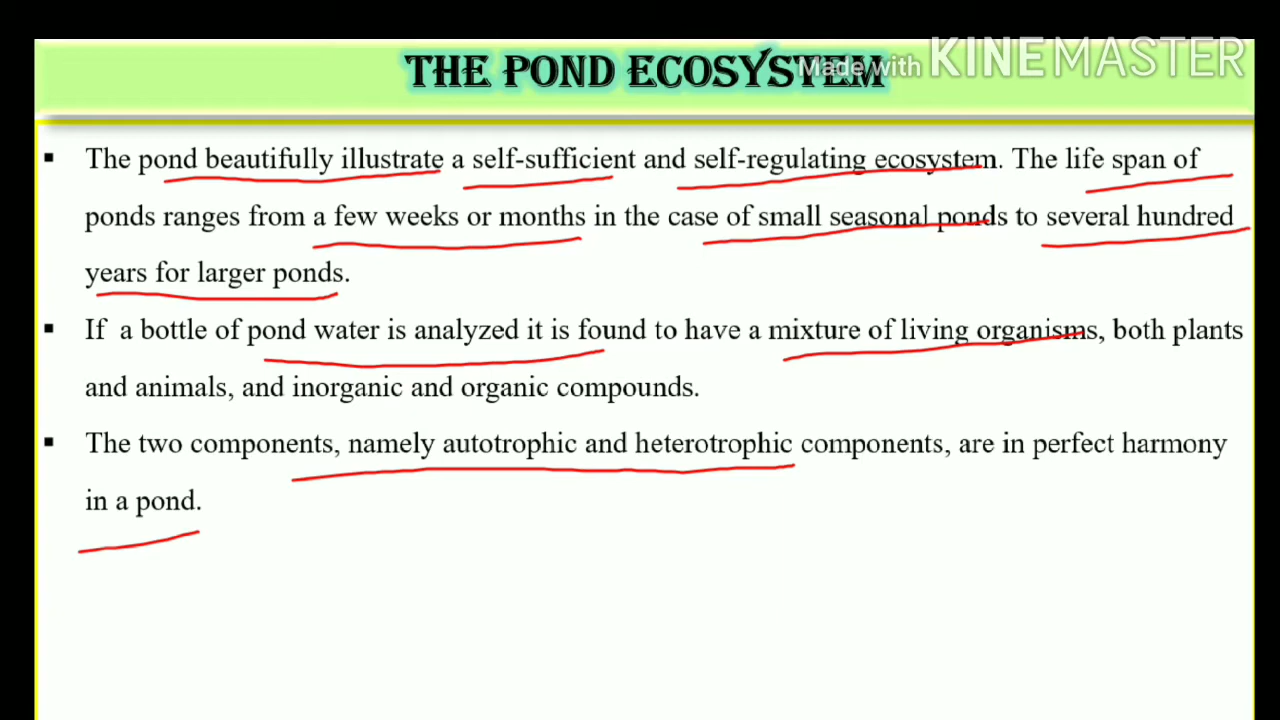 THE POND ECOSYSTEM
Made with KINEMASTER
▪ The pond beautifully illustrate a self-sufficient and self-regulating ecosystem. The life span of
ponds ranges from a few weeks or months in the case of small seasonal ponds to several hundred
years for larger ponds.
▪ If a bottle of pond water is analyzed it is found to have a mixture of living organisms, both plants
and animals, and inorganic and organic compounds.
▪ The two components, namely autotrophic and heterotrophic components, are in perfect harmony
in a pond.